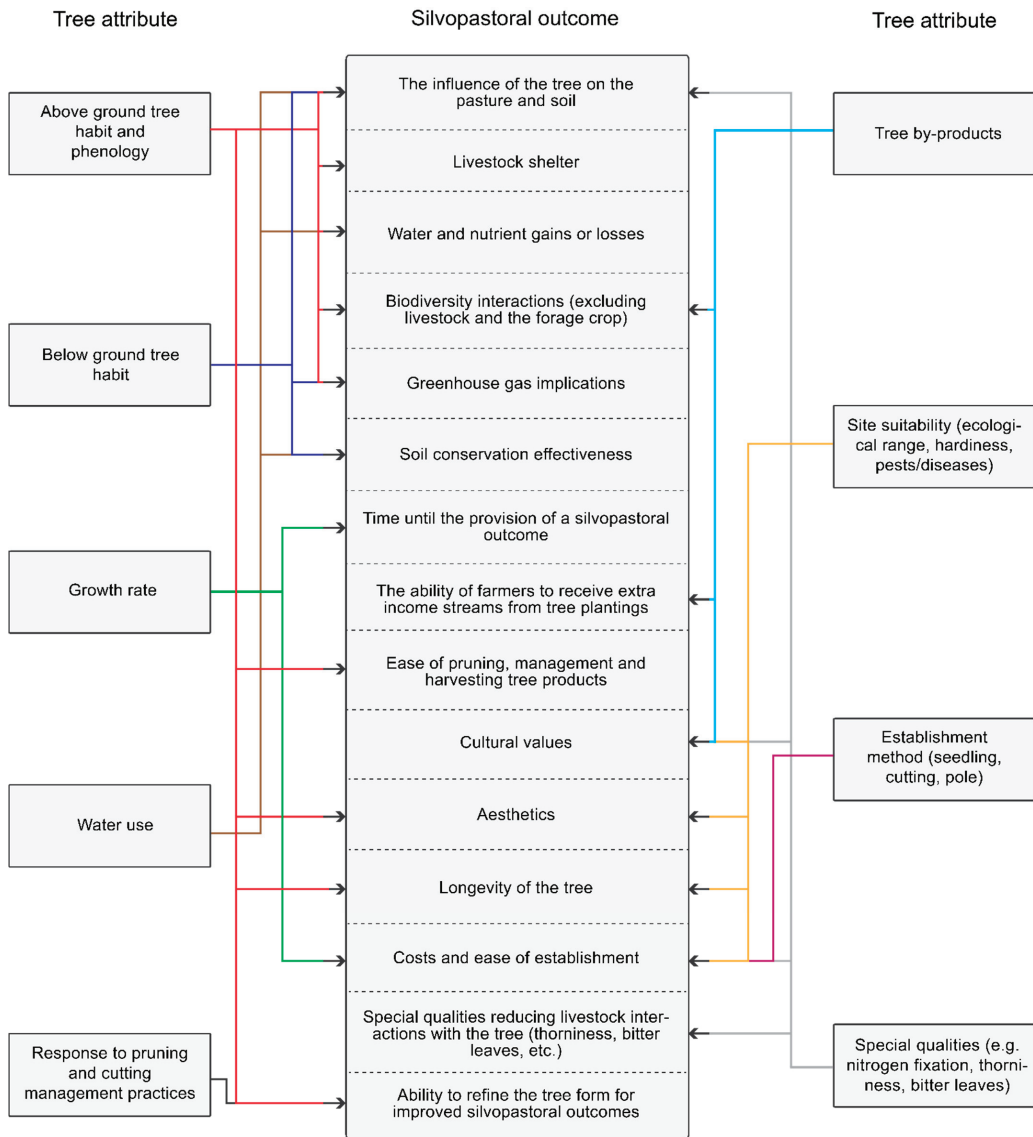 Tree attribute
Silvopastoral outcome
Tree attribute
Above ground tree
habit and
phenology
Below ground tree
habit
Growth rate
Water use
Response to pruning
and cutting
management practices
The influence of the tree on the
pasture and soil
Livestock shelter
Water and nutrient gains or losses
Biodiversity interactions (excluding
livestock and the forage crop)
Greenhouse gas implications
Soil conservation effectiveness
Time until the provision of a silvopastoral
outcome
The ability of farmers to receive extra
income streams from tree plantings
Ease of pruning, management and
harvesting tree products
Cultural values
Aesthetics
Longevity of the tree
Costs and ease of establishment
Special qualities reducing livestock inter-
actions with the tree (thorniness, bitter
leaves, etc.)
Ability to refine the tree form for
improved silvopastoral outcomes
Tree by-products
Site suitability (ecologi-
cal range, hardiness,
pests/diseases)
Establishment
method (seedling,
cutting, pole)
Special qualities (e.g.
nitrogen fixation, thorni-
ness, bitter leaves)